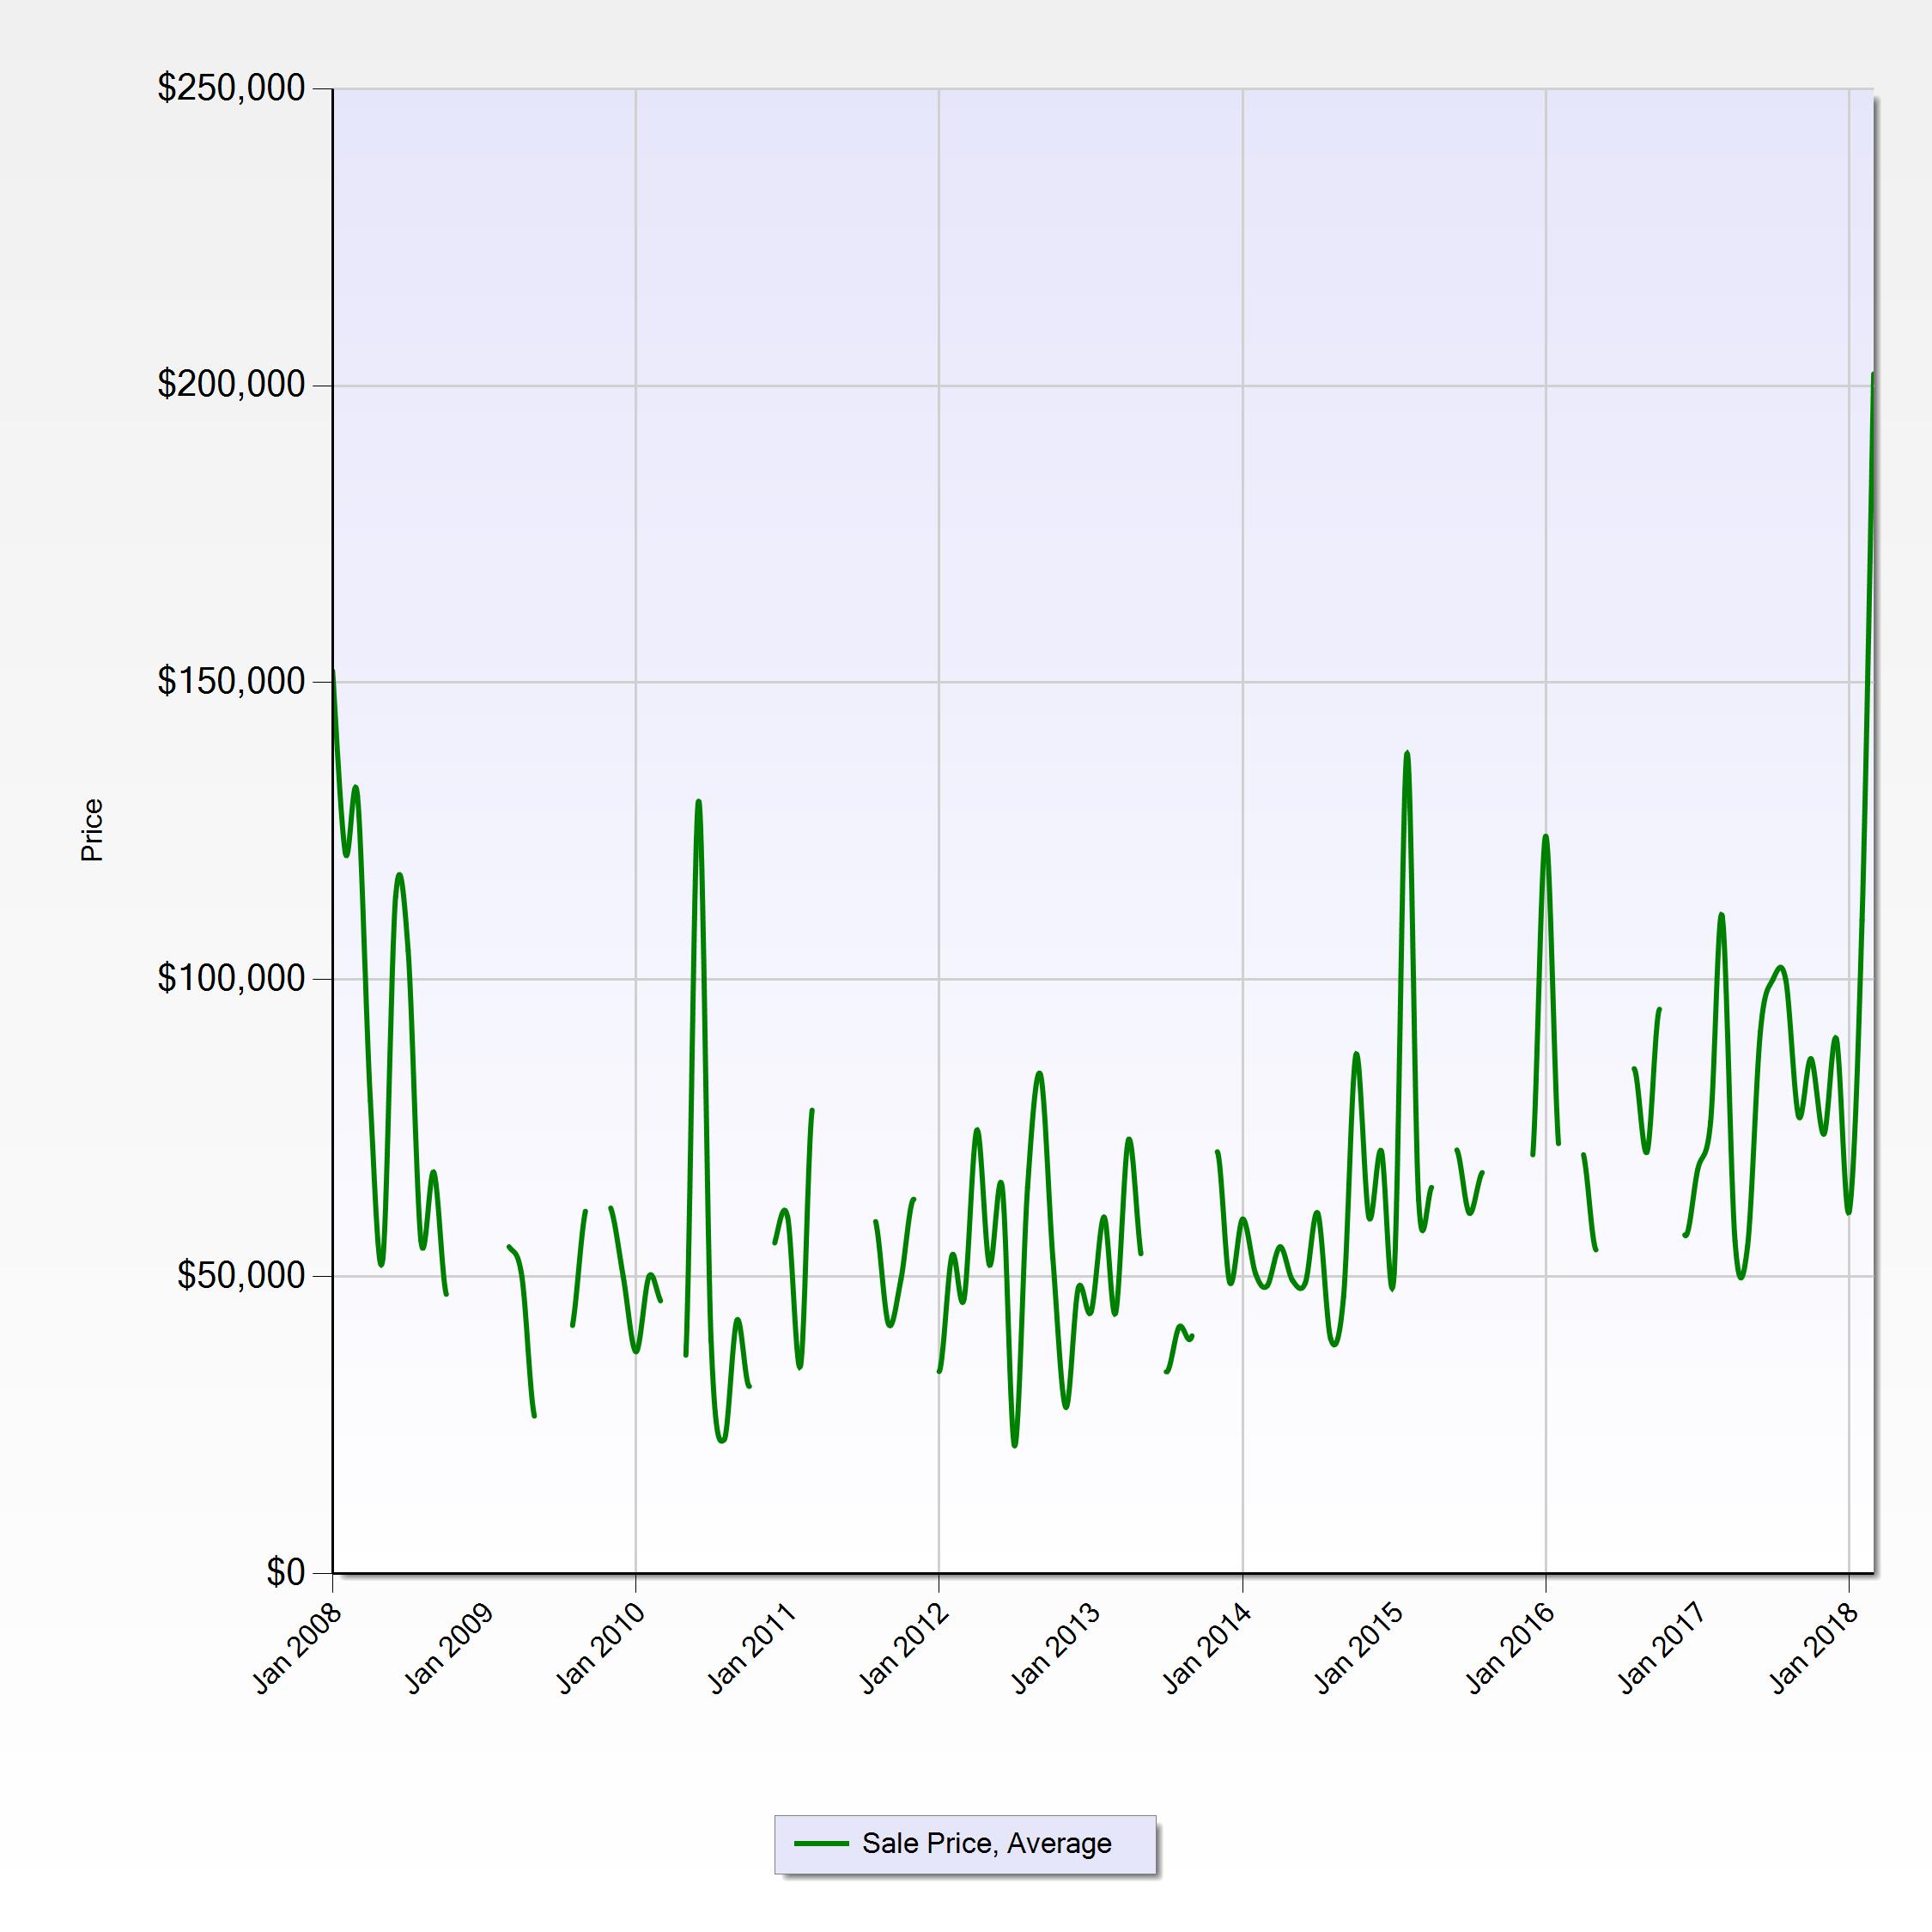 $250,000
$200,000
$150,000
$100,000
$50,000
$0
Price
Jan 2008
Jan 2009
Jan 2010
Jan 2011
Jan 2012
Jan 2013
Jan 2014
Jan 2015
Jan 2016
Jan 2017
Jan 2018
Sale Price, Average